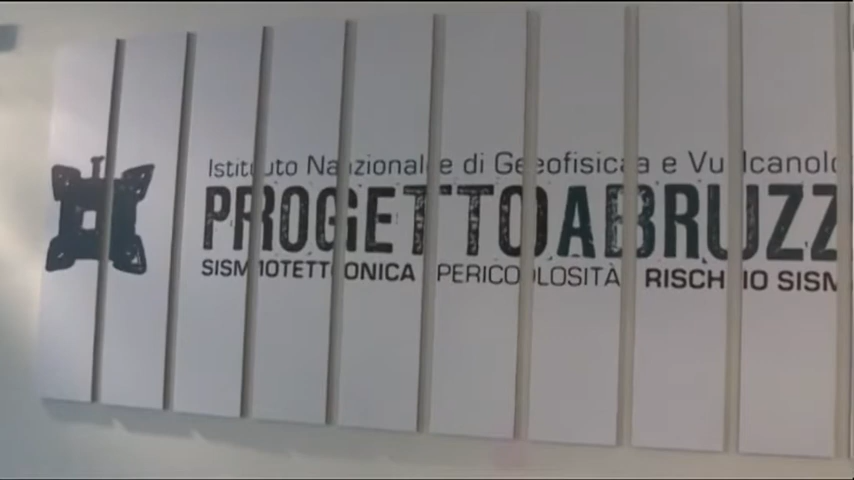 Istituto Nazionale di Geofisica e Vulcanolo
PROGETTOABRUZZ
SISMOTETTONICA PERICOLOSITÀ RISCHIO SISM